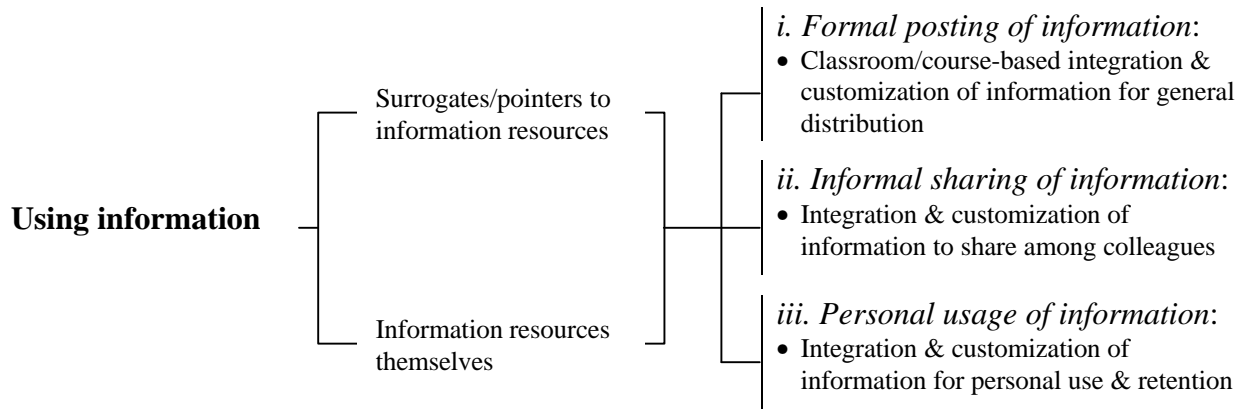 Using information
Surrogates/pointers to
information resources
Information resources
themselves
i. Formal posting of information:
• Classroom/course-based integration &
customization of information for general
distribution
ii. Informal sharing of information:
• Integration & customization of
information to share among colleagues
iii. Personal usage of information:
• Integration & customization of
information for personal use & retention